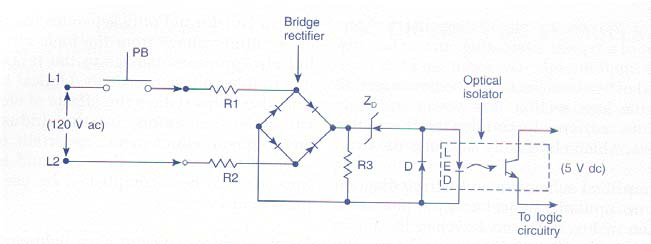 Bridge
rectifier
PB
L1
R1
(120 V ac)
L2
R2
Z_D
R3
D
Optical
isolator
L
E
D
(5 V dc)
To logic
circuitry